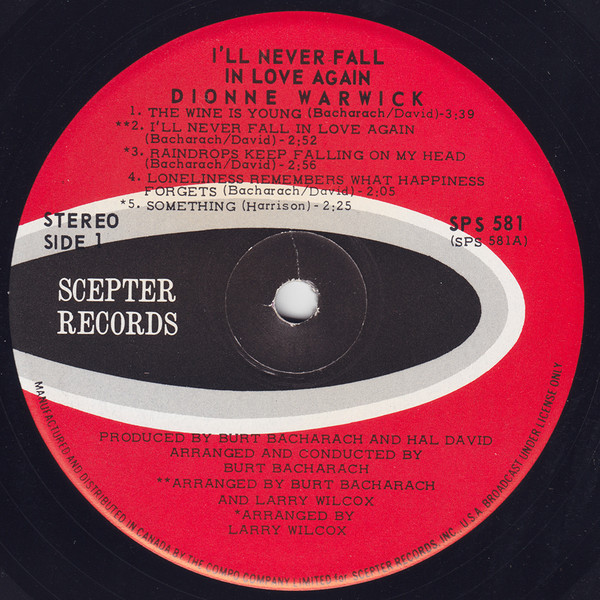 I'LL NEVER FALL
IN LOVE AGAIN
DIONNE WARWICK
1. THE WINE IS YOUNG (Bacharach/David)-3:39
**2. I'LL NEVER FALL IN LOVE AGAIN
(Bacharach/David) - 2:52
*3. RAINDROPS KEEP FALLING ON MY HEAD
(Bacharach/David) - 2:56
4. LONELINESS REMEMBERS WHAT HAPPINESS
FORGETS (Bacharach/David) - 2:05
*5. SOMETHING (Harrison) - 2:25
STEREO
SIDE 1
SPS 581
(SPS 581A)
SCEPTER
RECORDS
PRODUCED BY BURT BACHARACH AND HAL DAVID
ARRANGED AND CONDUCTED BY
BURT BACHARACH
**ARRANGED BY BURT BACHARACH
AND LARRY WILCOX
*ARRANGED BY
LARRY WILCOX
MANUFACTURED AND DISTRIBUTED IN CANADA BY THE COMPO COMPANY LIMITED for SCEPTER RECORDS, INC., U.S.A. BROADCAST UNDER LICENSE ONLY